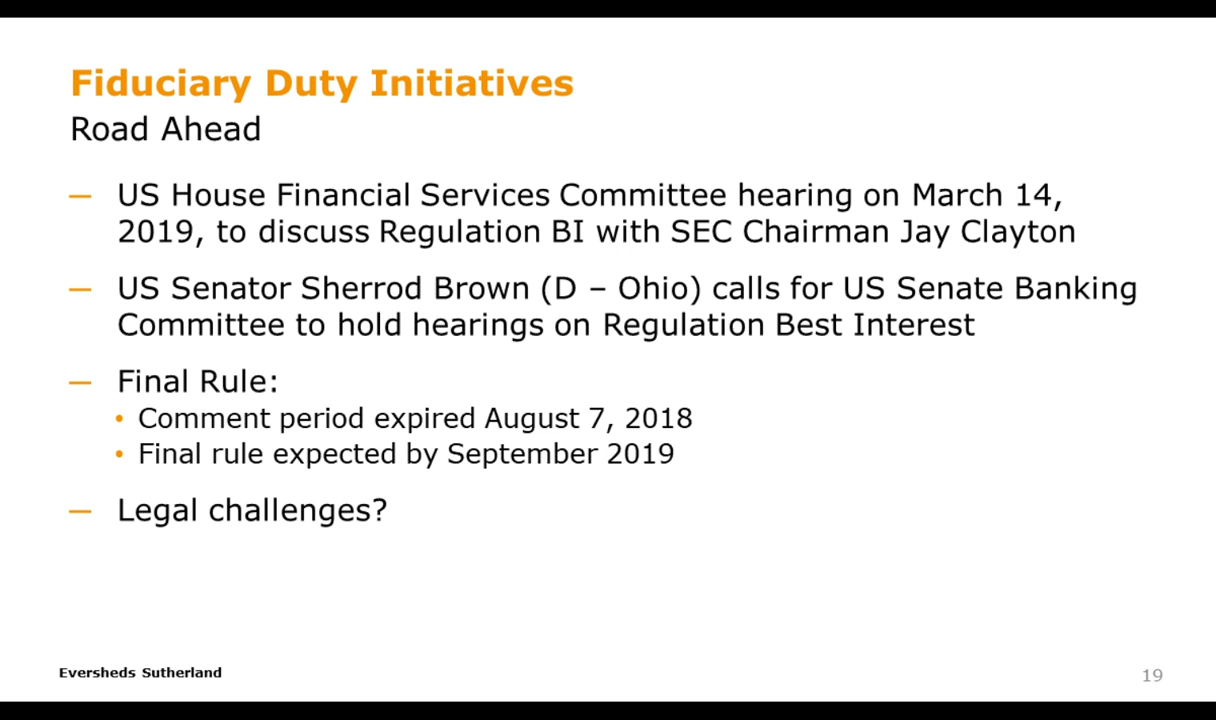 Fiduciary Duty Initiatives
Road Ahead
— US House Financial Services Committee hearing on March 14,
2019, to discuss Regulation BI with SEC Chairman Jay Clayton
— US Senator Sherrod Brown (D – Ohio) calls for US Senate Banking
Committee to hold hearings on Regulation Best Interest
— Final Rule:
• Comment period expired August 7, 2018
• Final rule expected by September 2019
— Legal challenges?
Eversheds Sutherland
19